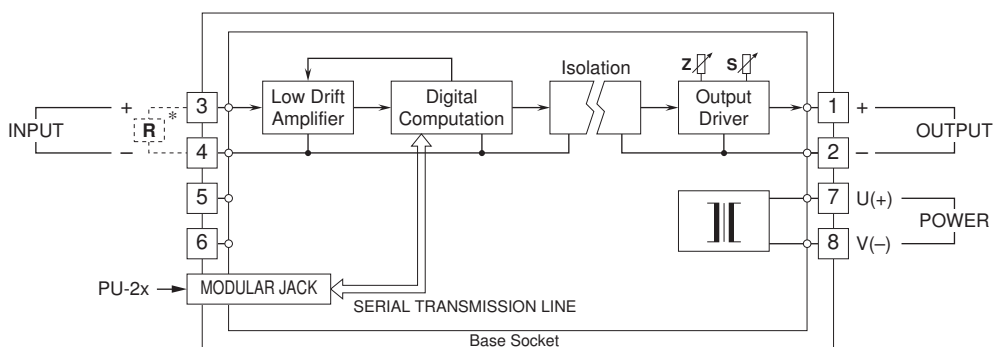 Isolation
Z
S
3
Low Drift
Amplifier
Digital
Computation
Output
Driver
1
+
+
INPUT
R
*
OUTPUT
–
4
2
–
5
7
U(+)
POWER
6
8
V(–)
PU-2x
MODULAR JACK
SERIAL TRANSMISSION LINE
Base Socket